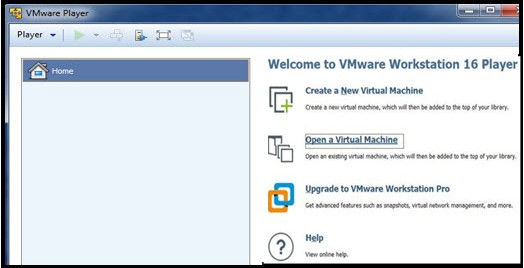 VMware Player
Player
Home
Welcome to VMware Workstation 16 Player
Create a New Virtual Machine
Create a new virtual machine, which will then be added to the top of your library.
Open a Virtual Machine
Open an existing virtual machine, which will then be added to the top of your library.
Upgrade to VMware Workstation Pro
Get advanced features such as snapshots, virtual network management, and more.
Help
View online help.